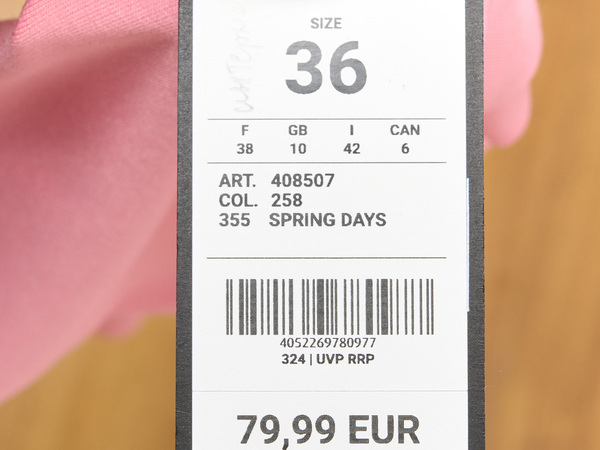 SIZE
36
F GB I CAN
38 10 42 6
ART. 408507
COL. 258
355 SPRING DAYS
4052269780977
324 | UVP RRP
79,99 EUR